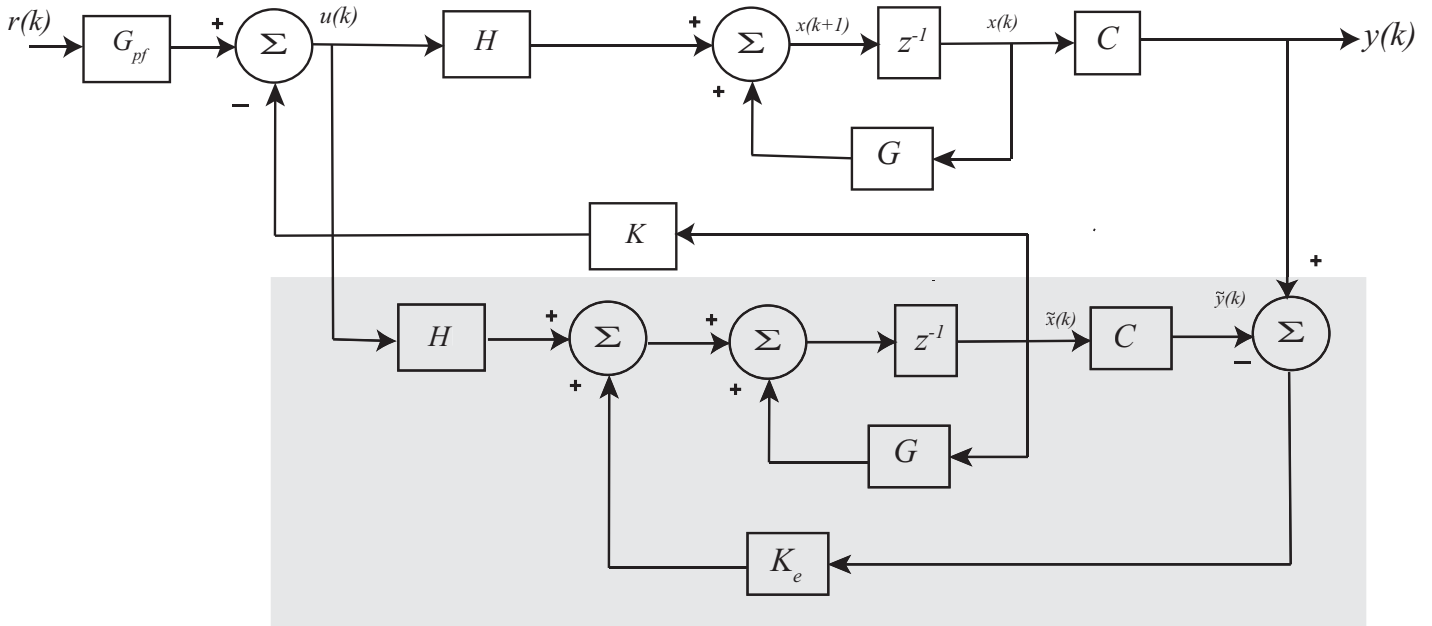 r(k)
G_pf
+
Σ
u(k)
H
+
Σ
x(k+1)
z⁻¹
x(k)
C
y(k)
−
+
G
K
+
H
+
Σ
+
Σ
z⁻¹
x̃(k)
C
ỹ(k)
Σ
−
+
+
G
K_e